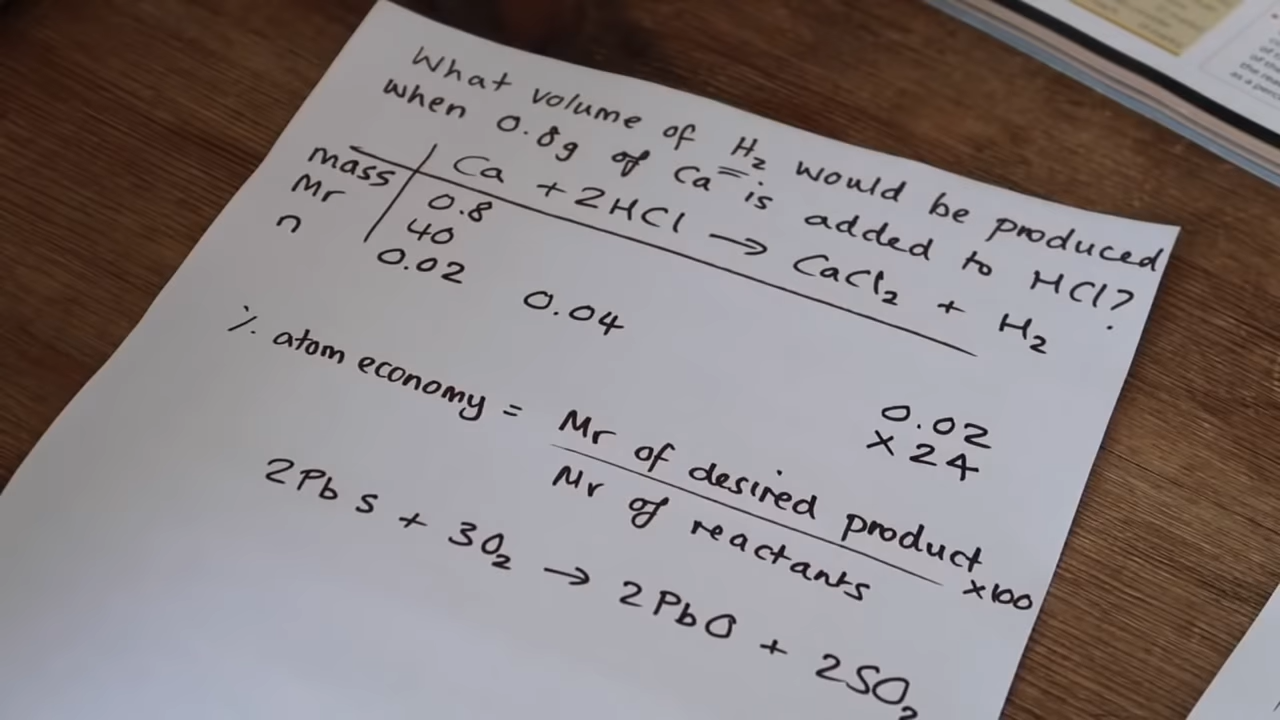 What volume of H₂ would be produced
when 0.8g of Ca is added to HCl?
Ca + 2HCl → CaCl₂ + H₂
mass 0.8
Mr 40
n 0.02 0.04 0.02
× 24
% atom economy = Mr of desired product
Mr of reactants ×100
2PbS + 3O₂ → 2PbO + 2SO₂